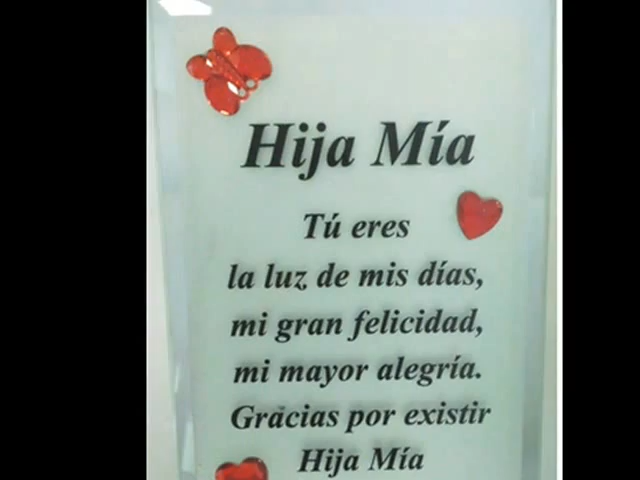 Hija Mía
Tú eres
la luz de mis días,
mi gran felicidad,
mi mayor alegría.
Gracias por existir
Hija Mía